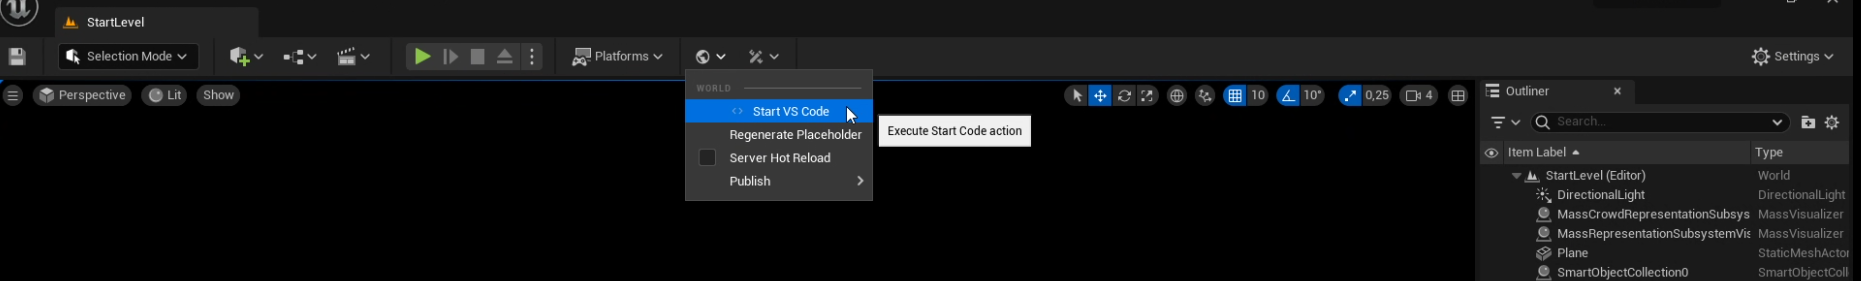 StartLevel
Selection Mode
Platforms
Settings
Perspective
Lit
Show
10
10°
0,25
4
WORLD
Start VS Code
Regenerate Placeholder
Server Hot Reload
Publish
Execute Start Code action
Outliner
Search...
Item Label
Type
StartLevel (Editor)
World
DirectionalLight
DirectionalLight
MassCrowdRepresentationSubsys
MassVisualizer
MassRepresentationSubsystemVis
MassVisualizer
Plane
StaticMeshActor
SmartObjectCollection0
SmartObjectColl